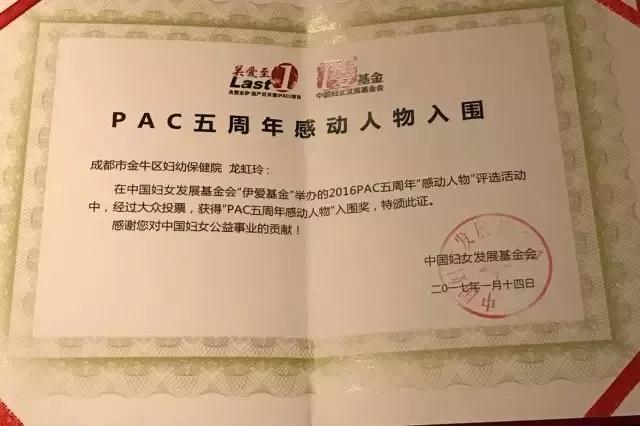 关爱至
Last 1
基金
中国妇女发展基金会
PAC五周年感动人物入围
成都市金牛区妇幼保健院 龙虹玲：
在中国妇女发展基金会“伊爱基金”举办的2016PAC五周年“感动人物”评选活动
中，经过大众投票，获得“PAC五周年感动人物”入围奖，特颁此证。
感谢您对中国妇女公益事业的贡献！
中国妇女发展基金会
二〇一七年一月十四日